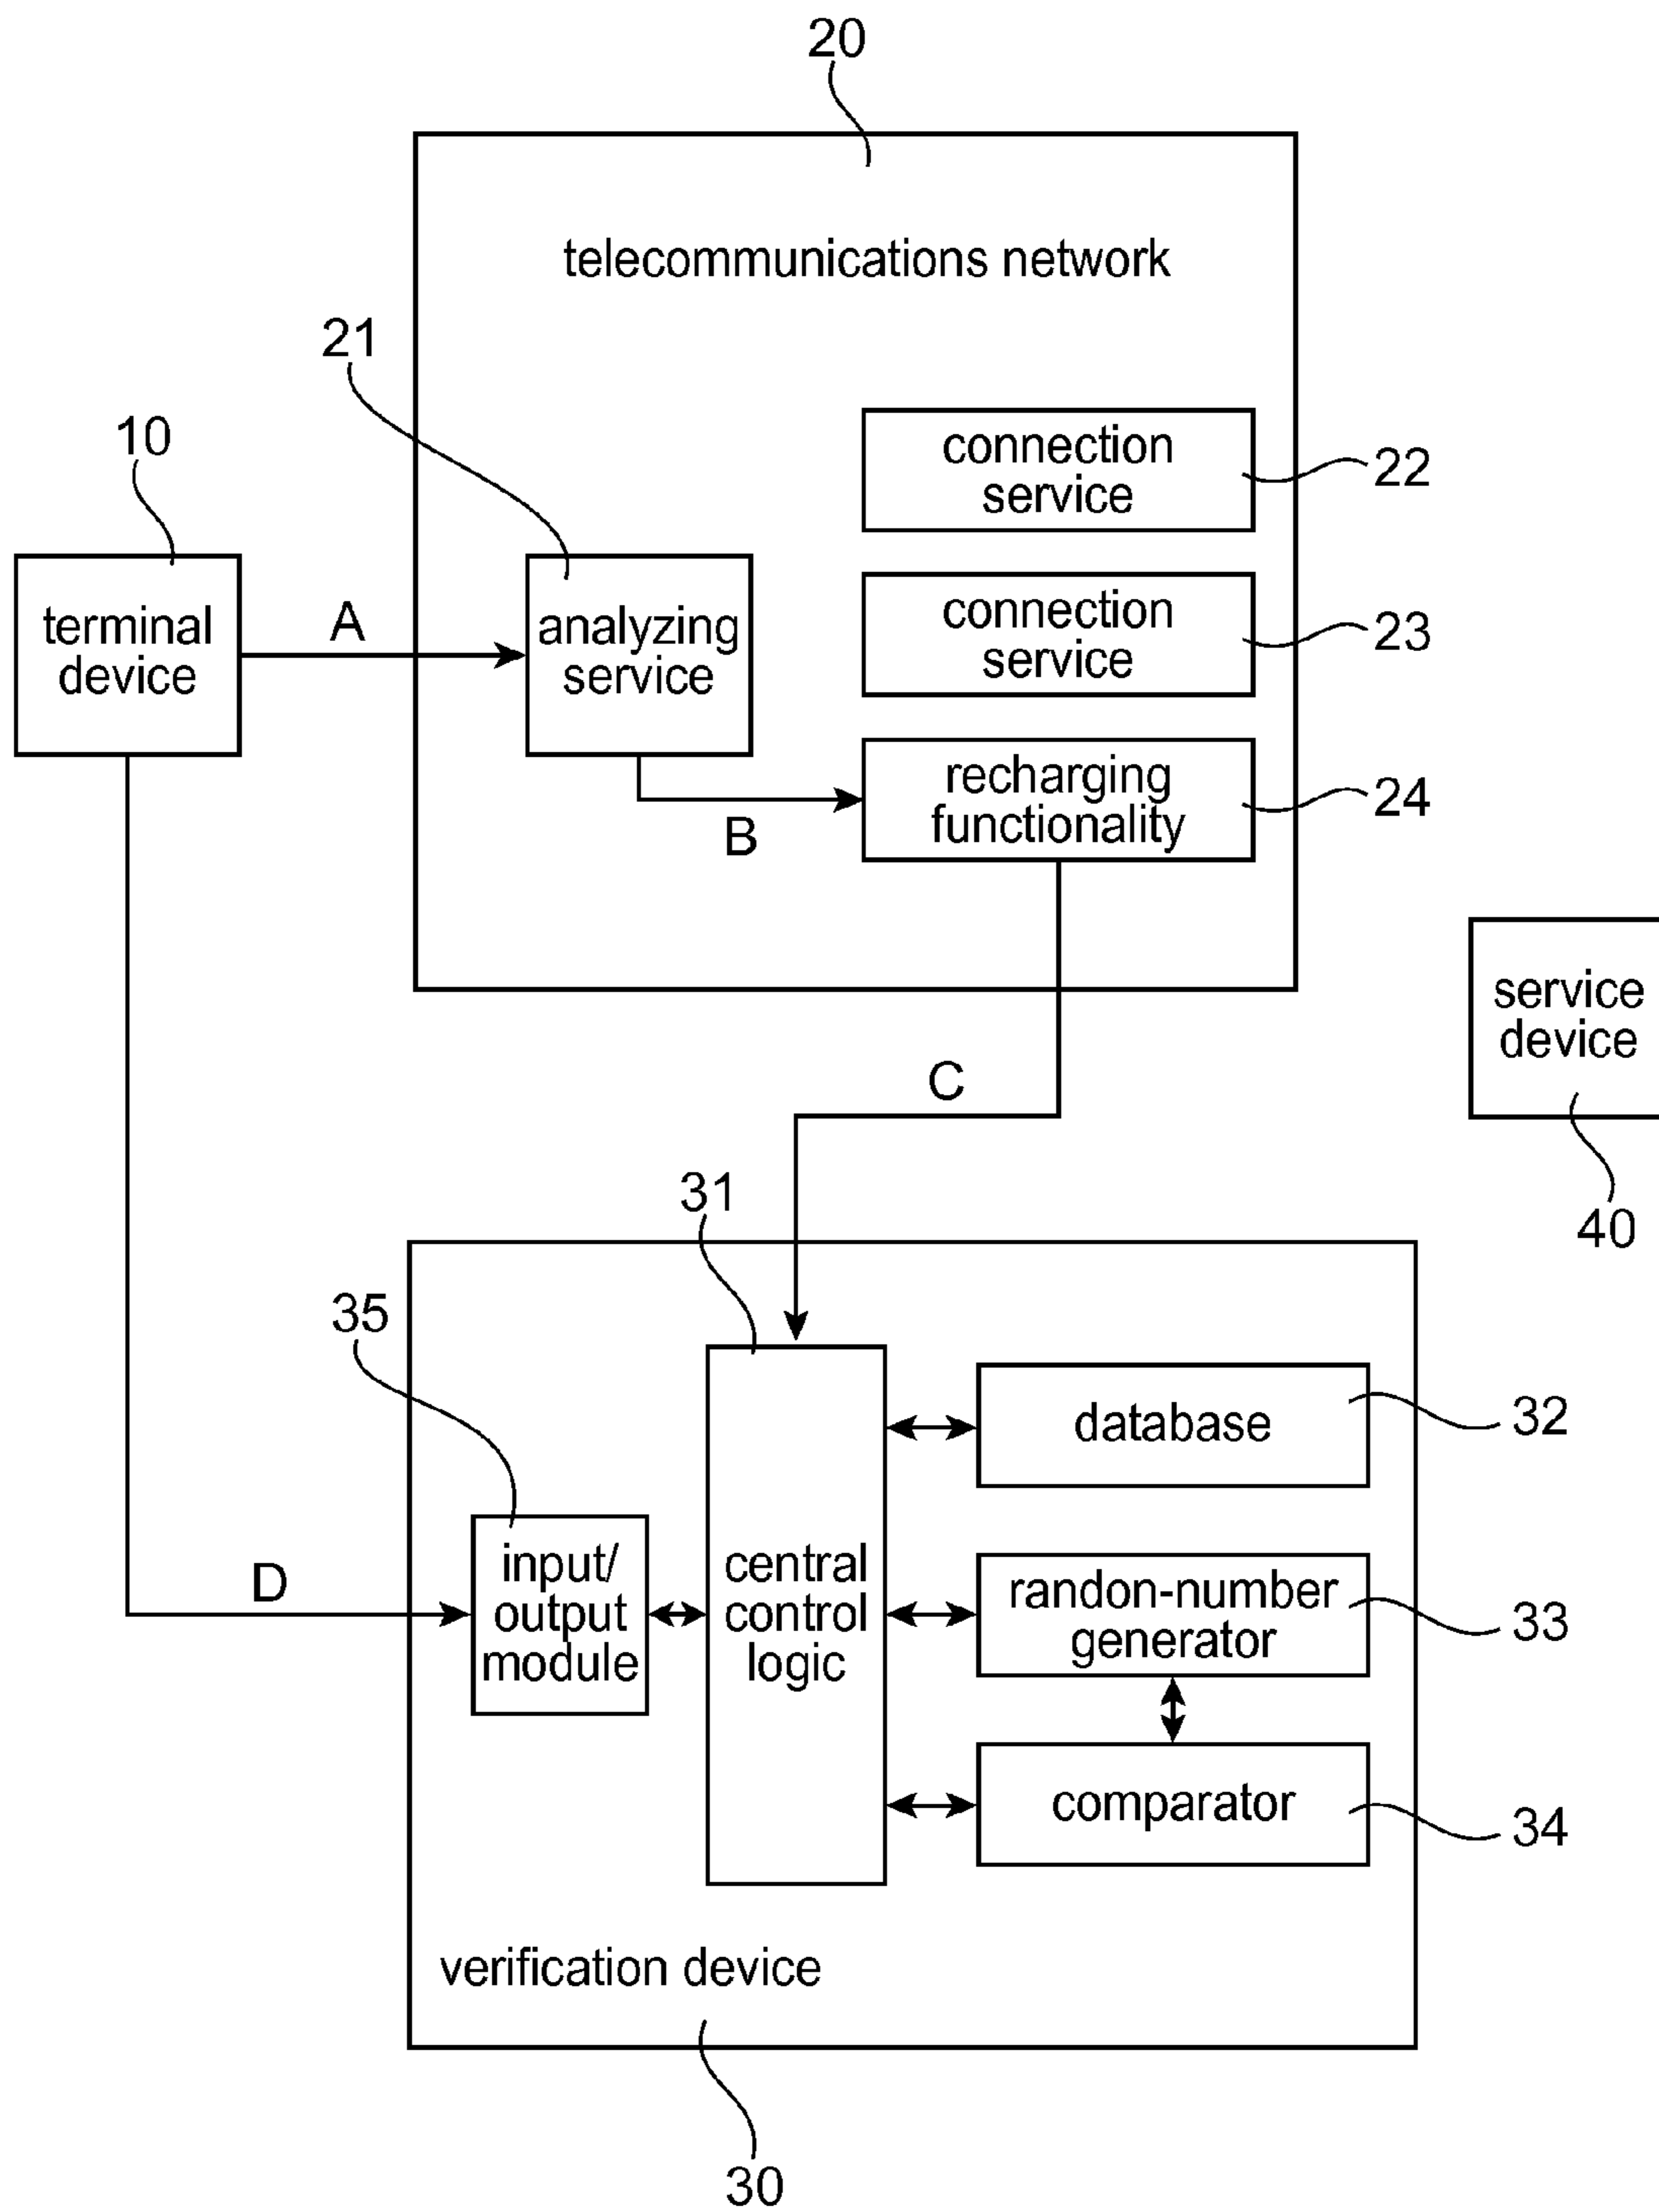 20
telecommunications network
21
10
connection
service
22
terminal
device
A
analyzing
service
connection
service
23
B
recharging
functionality
24
service
device
40
C
31
35
database
32
input/
output
module
D
central
control
logic
randon-number
generator
33
comparator
34
verification device
30